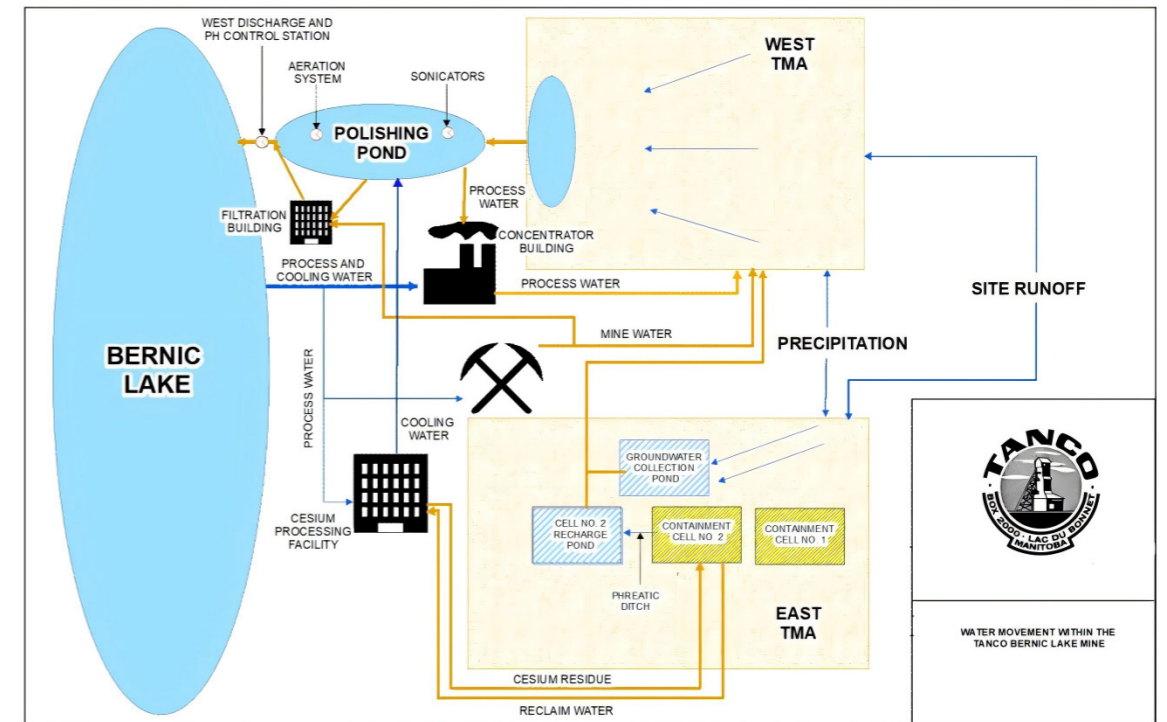 WEST DISCHARGE AND
PH CONTROL STATION
AERATION
SYSTEM
SONICATORS
WEST
TMA
POLISHING
POND
PROCESS
WATER
FILTRATION
BUILDING
CONCENTRATOR
BUILDING
PROCESS AND
COOLING WATER
PROCESS WATER
SITE RUNOFF
MINE WATER
PRECIPITATION
BERNIC
LAKE
PROCESS WATER
COOLING
WATER
GROUNDWATER
COLLECTION
POND
CESIUM
PROCESSING
FACILITY
CELL NO. 2
RECHARGE
POND
CONTAINMENT
CELL NO. 2
CONTAINMENT
CELL NO. 1
PHREATIC
DITCH
EAST
TMA
CESIUM RESIDUE
RECLAIM WATER
TANCO
BOX 2000 · LAC DU BONNET
MANITOBA
WATER MOVEMENT WITHIN THE
TANCO BERNIC LAKE MINE